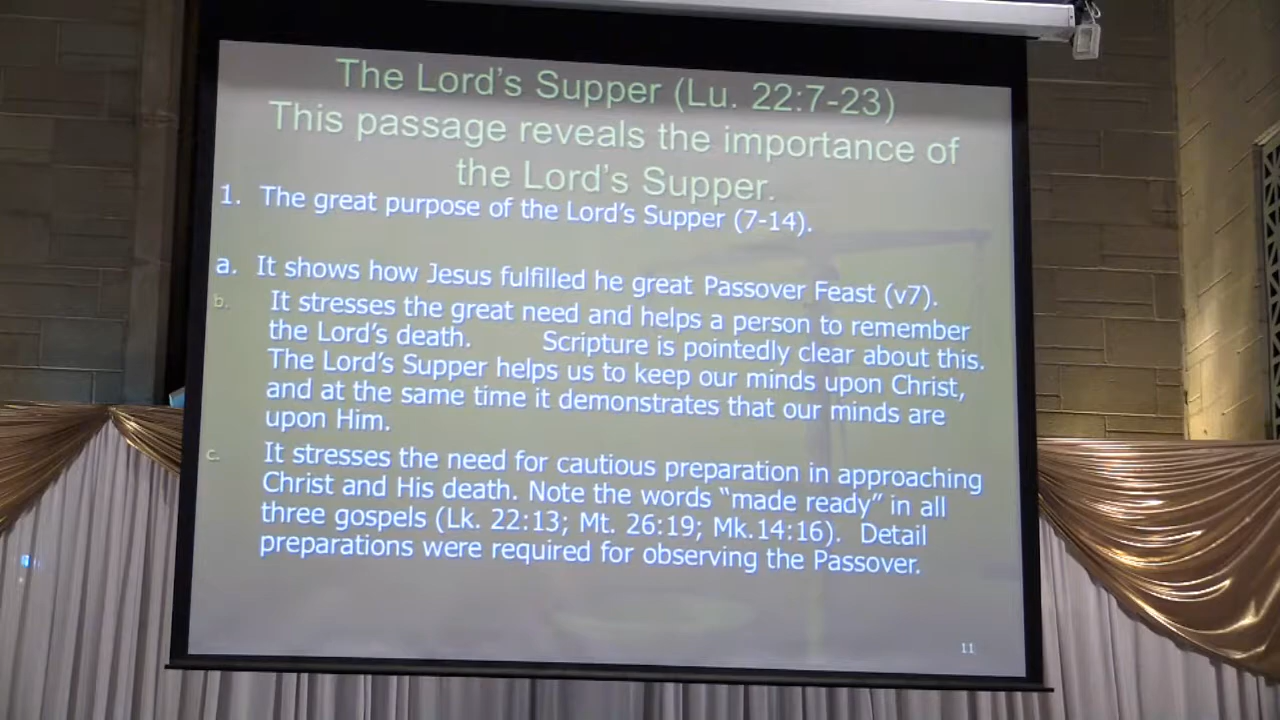 The Lord's Supper (Lu. 22:7-23)
This passage reveals the importance of
the Lord's Supper.
1. The great purpose of the Lord's Supper (7-14).
a. It shows how Jesus fulfilled he great Passover Feast (v7).
b. It stresses the great need and helps a person to remember
the Lord's death. Scripture is pointedly clear about this.
The Lord's Supper helps us to keep our minds upon Christ,
and at the same time it demonstrates that our minds are
upon Him.
c. It stresses the need for cautious preparation in approaching
Christ and His death. Note the words “made ready” in all
three gospels (Lk. 22:13; Mt. 26:19; Mk.14:16). Detail
preparations were required for observing the Passover.
11